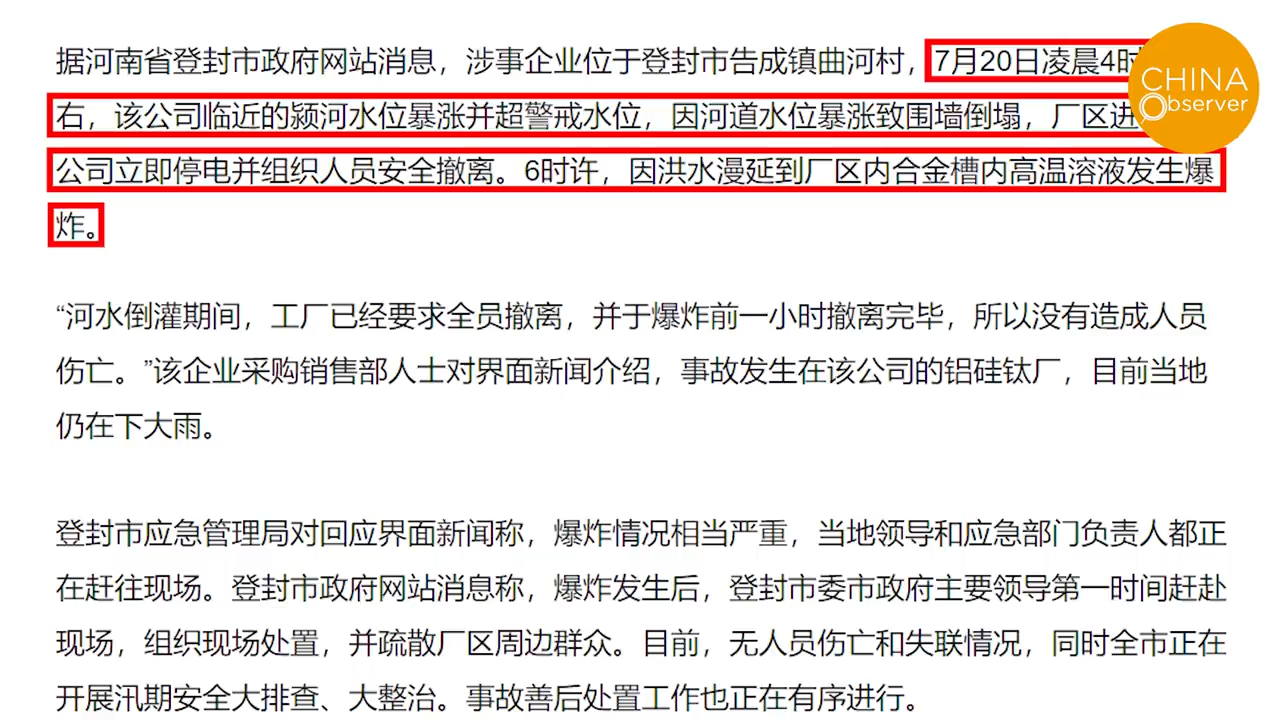 据河南省登封市政府网站消息，涉事企业位于登封市告成镇曲河村，7月20日凌晨4时
右，该公司临近的颍河水位暴涨并超警戒水位，因河道水位暴涨致围墙倒塌，厂区进
公司立即停电并组织人员安全撤离。6时许，因洪水漫延到厂区内合金槽内高温溶液发生爆
炸。
“河水倒灌期间，工厂已经要求全员撤离，并于爆炸前一小时撤离完毕，所以没有造成人员
伤亡。”该企业采购销售部人士对界面新闻介绍，事故发生在该公司的铝硅钛厂，目前当地
仍在下大雨。
登封市应急管理局对回应界面新闻称，爆炸情况相当严重，当地领导和应急部门负责人都正
在赶往现场。登封市政府网站消息称，爆炸发生后，登封市委市政府主要领导第一时间赶赴
现场，组织现场处置，并疏散厂区周边群众。目前，无人员伤亡和失联情况，同时全市正在
开展汛期安全大排查、大整治。事故善后处置工作也正在有序进行。
CHINA
Observer